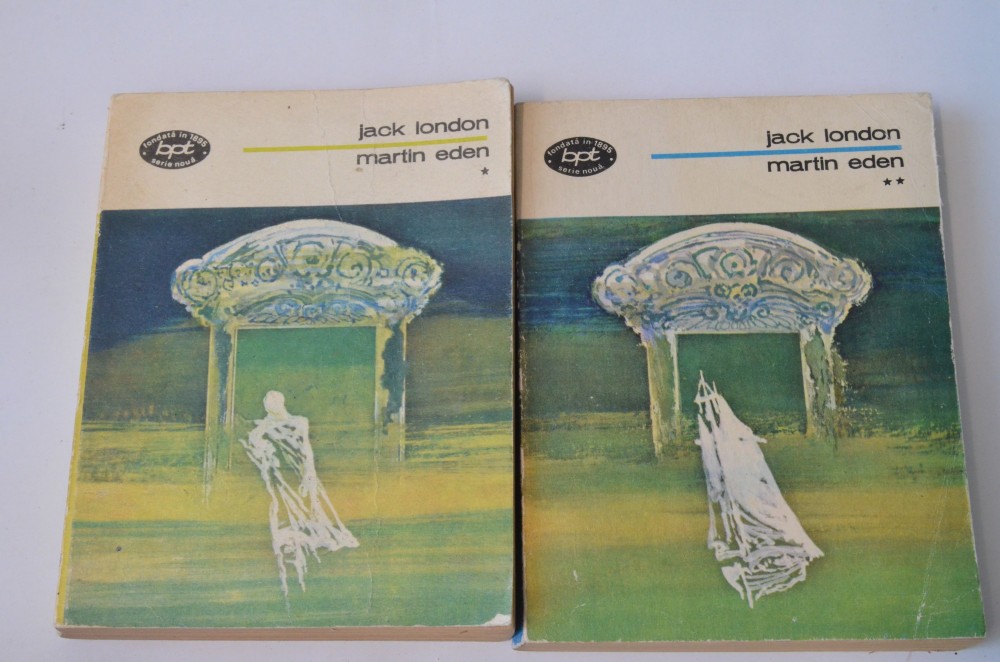 fondată în 1895
bpt
serie nouă
jack london
martin eden
*
fondată în 1895
bpt
serie nouă
jack london
martin eden
**